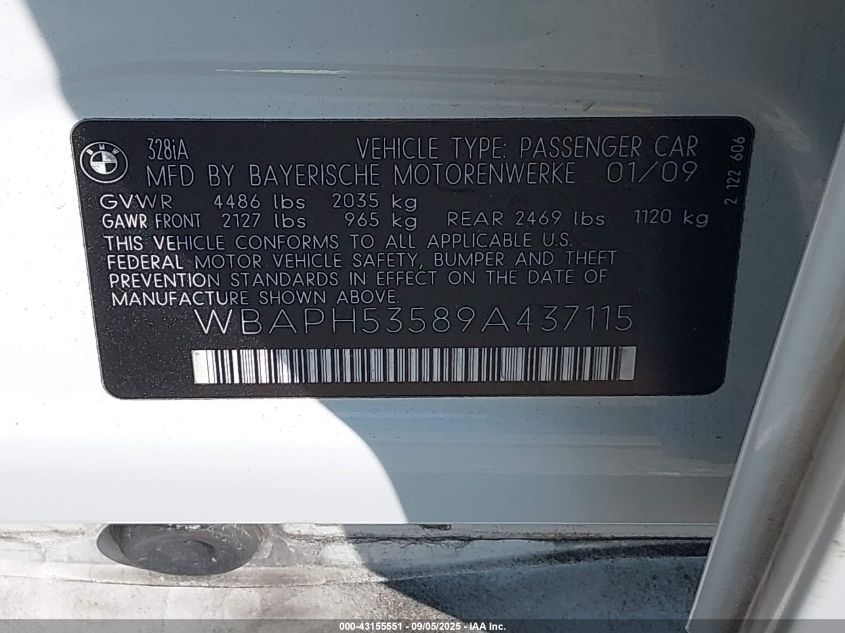 BMW
328iA VEHICLE TYPE: PASSENGER CAR
MFD BY BAYERISCHE MOTORENWERKE 01/09
GVWR 4486 lbs 2035 kg
GAWR FRONT 2127 lbs 965 kg REAR 2469 lbs 1120 kg
THIS VEHICLE CONFORMS TO ALL APPLICABLE U.S.
FEDERAL MOTOR VEHICLE SAFETY, BUMPER AND THEFT
PREVENTION STANDARDS IN EFFECT ON THE DATE OF
MANUFACTURE SHOWN ABOVE.
WBAPH53589A437115
2 122 606
000-43155551 - 09/05/2025 - IAA Inc.